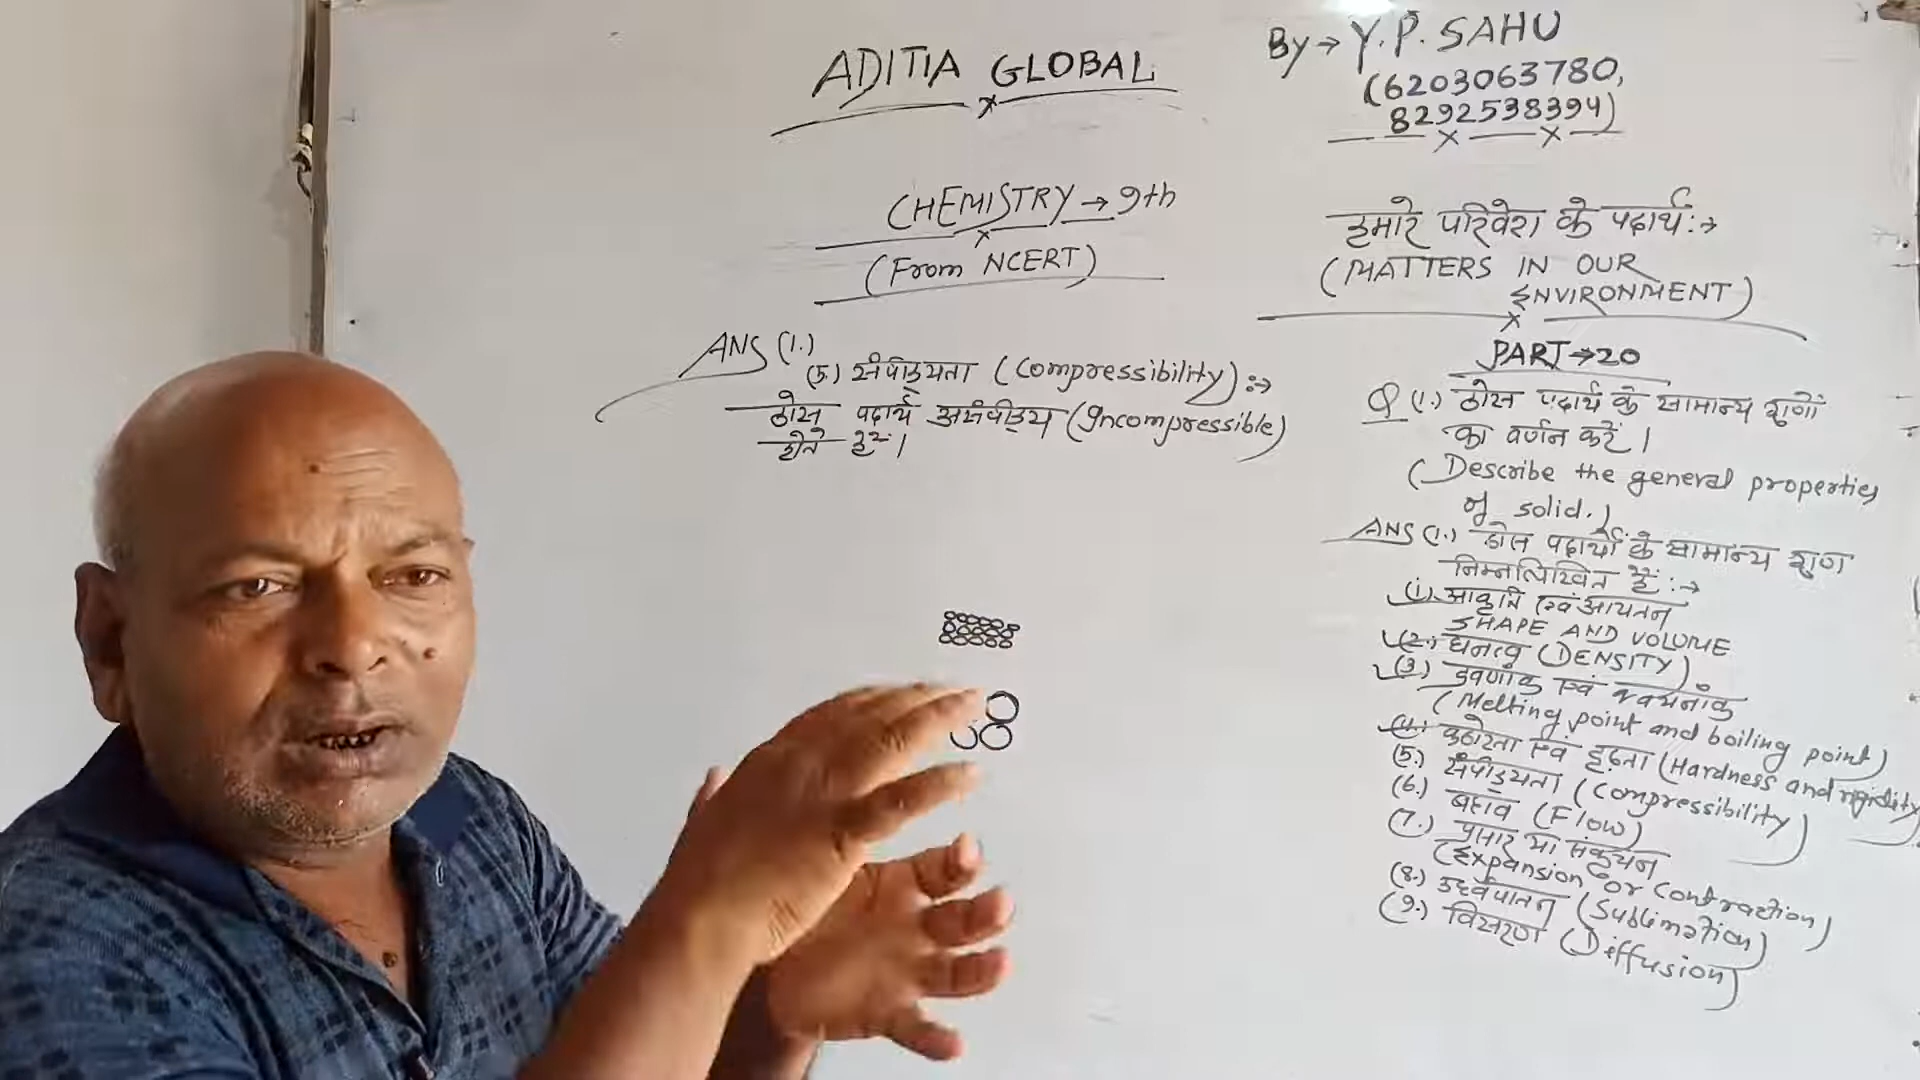 ADITIA GLOBAL
By → Y.P. SAHU
(6203063780,
8292538394)
CHEMISTRY → 9th
(From NCERT)
ANS (1.)
(5.) संपीड्यता (Compressibility) :→
ठोस पदार्थ असंपीड्य (Incompressible)
होते हैं।
हमारे परिवेश के पदार्थ :→
(MATTERS IN OUR
ENVIRONMENT)
PART → 20
Q (1.) ठोस पदार्थ के सामान्य गुणों
का वर्णन करें।
(Describe the general properties
of solid.)
ANS (1.) ठोस पदार्थों के सामान्य गुण
निम्नलिखित हैं :→
(1). आकृति एवं आयतन
SHAPE AND VOLUME
(2.) घनत्व (DENSITY)
(3.) द्रवणांक एवं क्वथनांक
(Melting point and boiling point)
(4.) कठोरता एवं दृढ़ता (Hardness and rigidity)
(5.) संपीड्यता (Compressibility)
(6.) बहाव (Flow)
(7.) प्रसार या संकुचन
(Expansion or contraction)
(8.) उर्ध्वपातन (Sublimation)
(9.) विसरण (Diffusion)